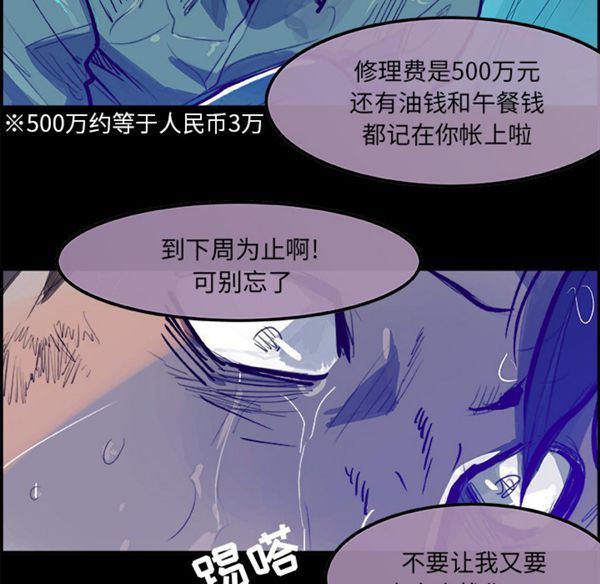 修理费是500万元
还有油钱和午餐钱
都记在你帐上啦
※500万约等于人民币3万
到下周为止啊!
可别忘了
踢嗒
不要让我又要